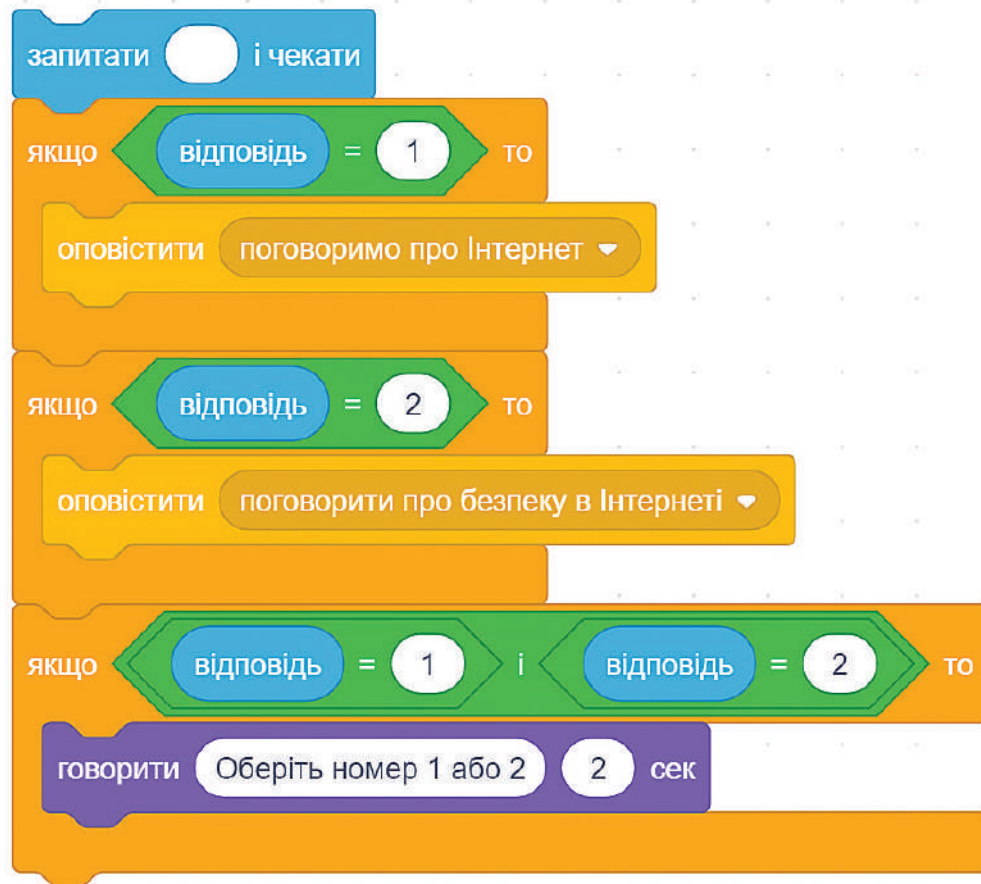 запитати і чекати
якщо відповідь = 1 то
оповістити поговоримо про Інтернет
якщо відповідь = 2 то
оповістити поговорити про безпеку в Інтернеті
якщо відповідь = 1 і відповідь = 2 то
говорити Оберіть номер 1 або 2 2 сек